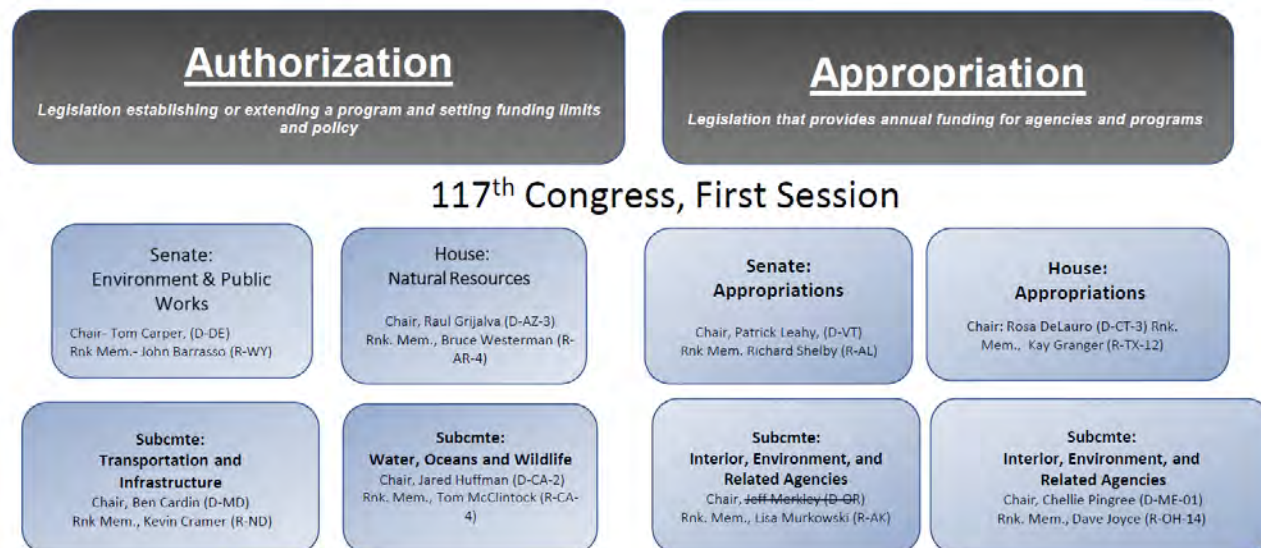 Authorization
Legislation establishing or extending a program and setting funding limits
and policy
Appropriation
Legislation that provides annual funding for agencies and programs
117th Congress, First Session
Senate:
Environment & Public
Works
Chair- Tom Carper, (D-DE)
Rnk Mem.- John Barrasso (R-WY)
House:
Natural Resources
Chair, Raul Grijalva (D-AZ-3)
Rnk. Mem., Bruce Westerman (R-
AR-4)
Senate:
Appropriations
Chair, Patrick Leahy, (D-VT)
Rnk Mem. Richard Shelby (R-AL)
House:
Appropriations
Chair: Rosa DeLauro (D-CT-3) Rnk.
Mem., Kay Granger (R-TX-12)
Subcmte:
Transportation and
Infrastructure
Chair, Ben Cardin (D-MD)
Rnk Mem., Kevin Cramer (R-ND)
Subcmte:
Water, Oceans and Wildlife
Chair, Jared Huffman (D-CA-2)
Rnk. Mem., Tom McClintock (R-CA-
4)
Subcmte:
Interior, Environment, and
Related Agencies
Chair, Jeff Merkley (D-OR)
Rnk. Mem., Lisa Murkowski (R-AK)
Subcmte:
Interior, Environment, and
Related Agencies
Chair, Chellie Pingree (D-ME-01)
Rnk. Mem., Dave Joyce (R-OH-14)